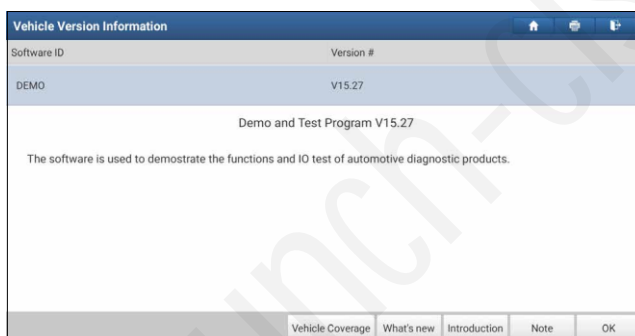 Vehicle Version Information
Software ID Version #
DEMO V15.27
Demo and Test Program V15.27
The software is used to demostrate the functions and IO test of automotive diagnostic products.
Vehicle Coverage What's new Introduction Note OK